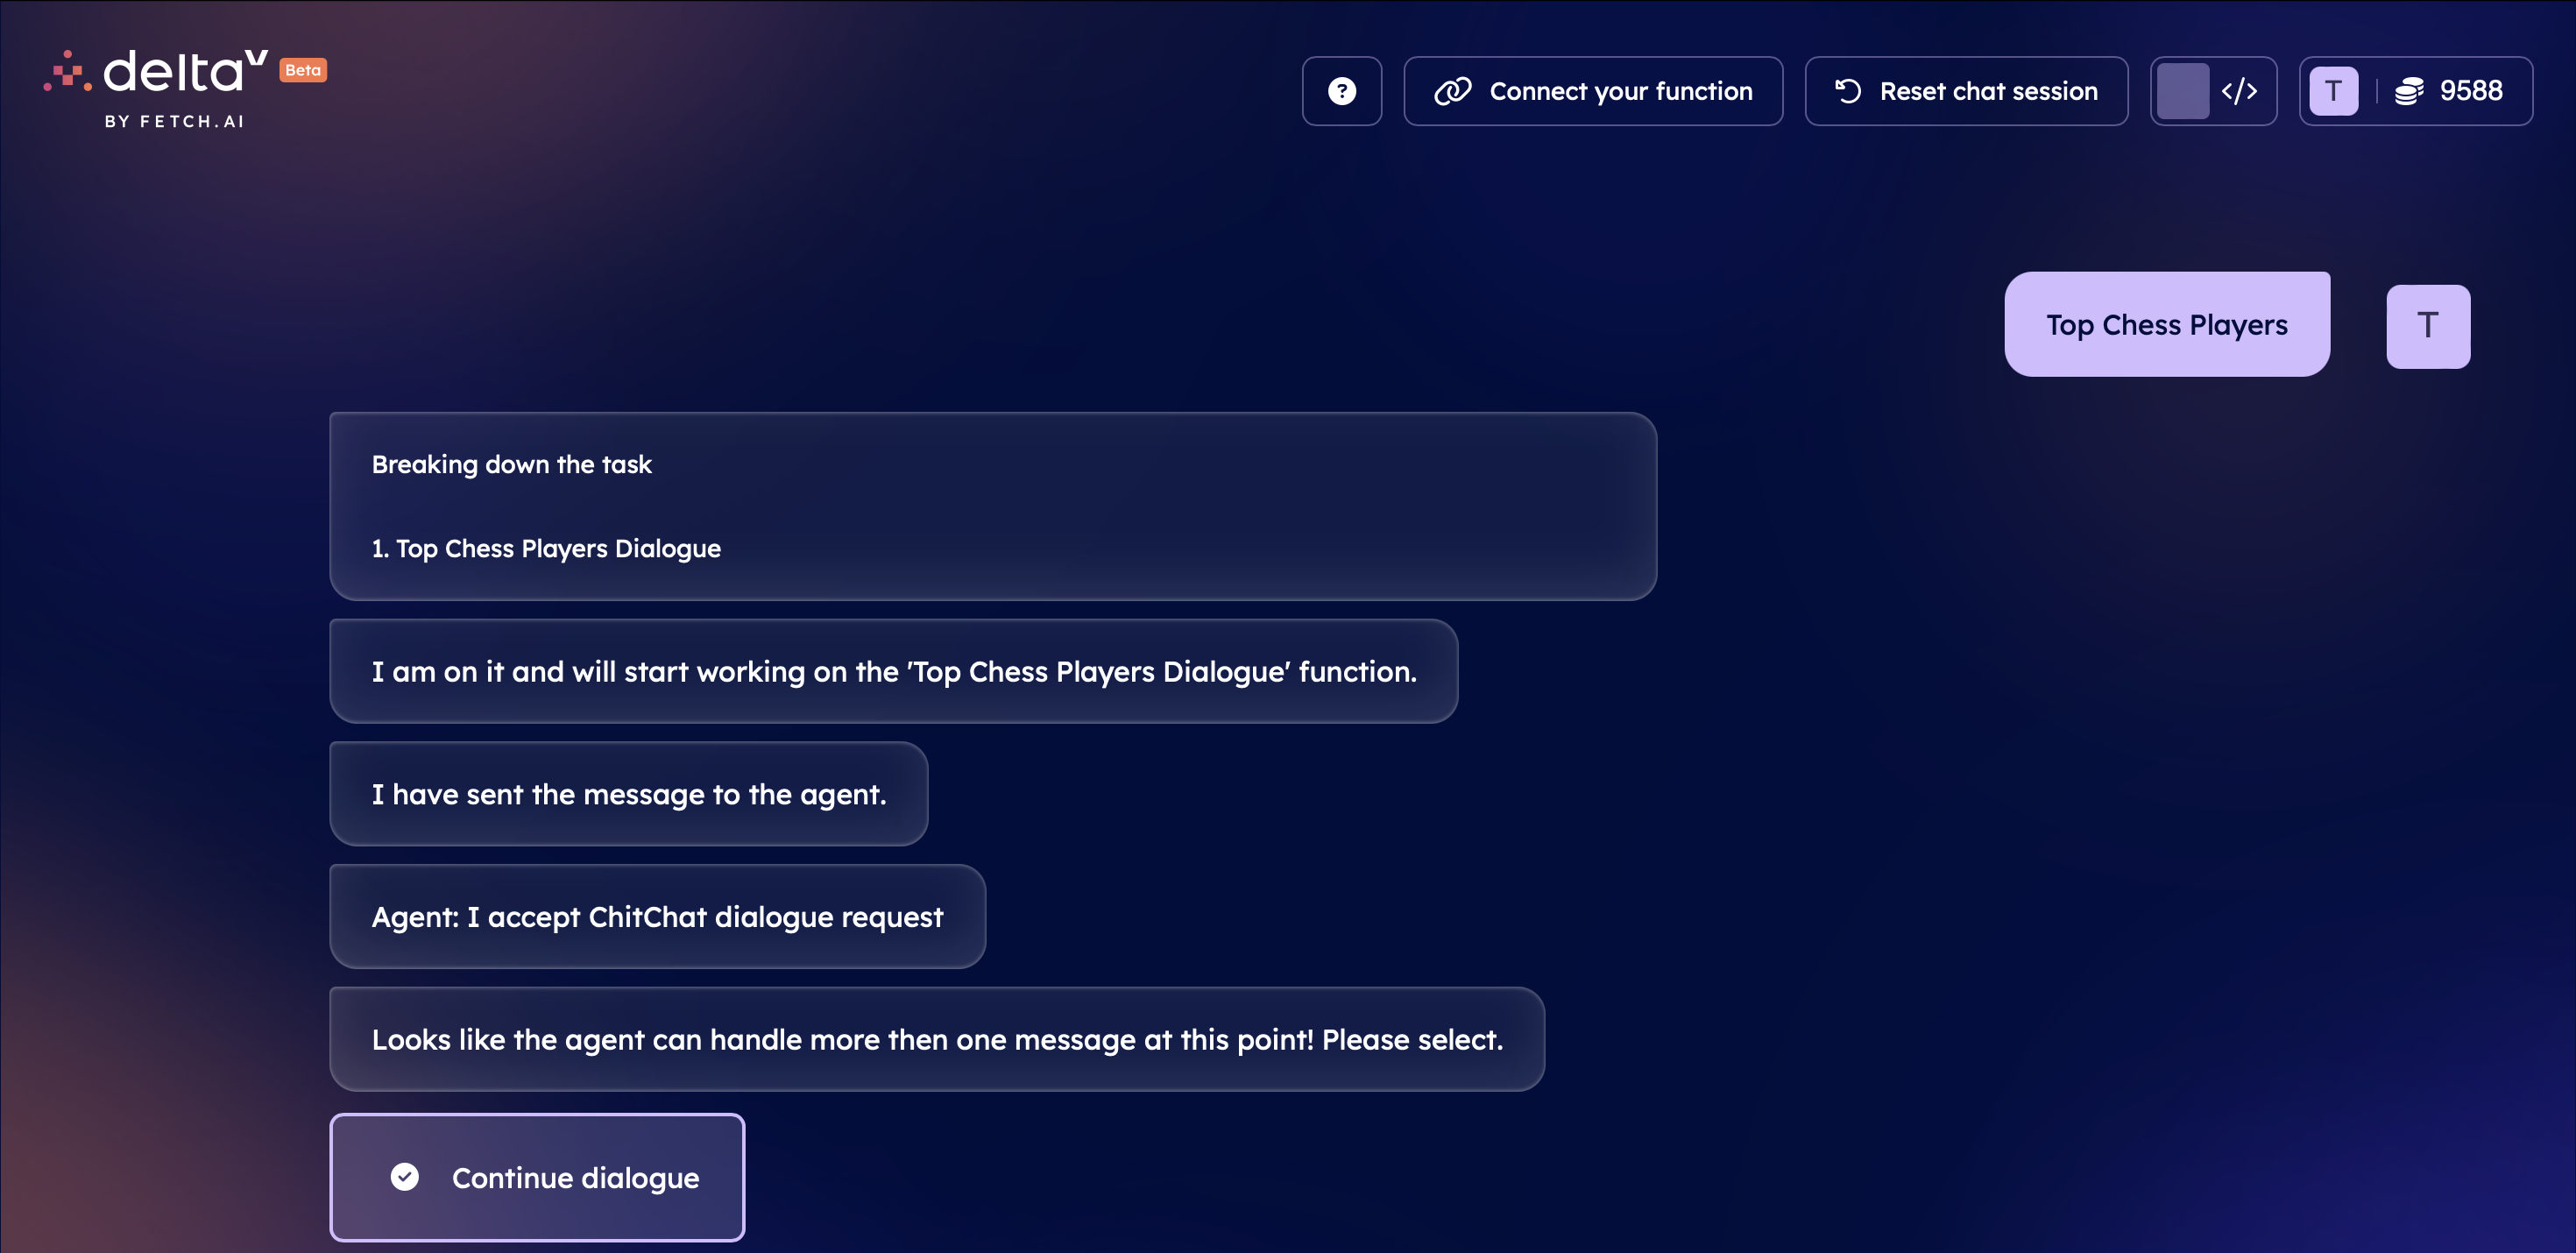 deltaV Beta
BY FETCH.AI
? Connect your function Reset chat session </> T 9588
Top Chess Players T
Breaking down the task
1. Top Chess Players Dialogue
I am on it and will start working on the 'Top Chess Players Dialogue' function.
I have sent the message to the agent.
Agent: I accept ChitChat dialogue request
Looks like the agent can handle more then one message at this point! Please select.
Continue dialogue